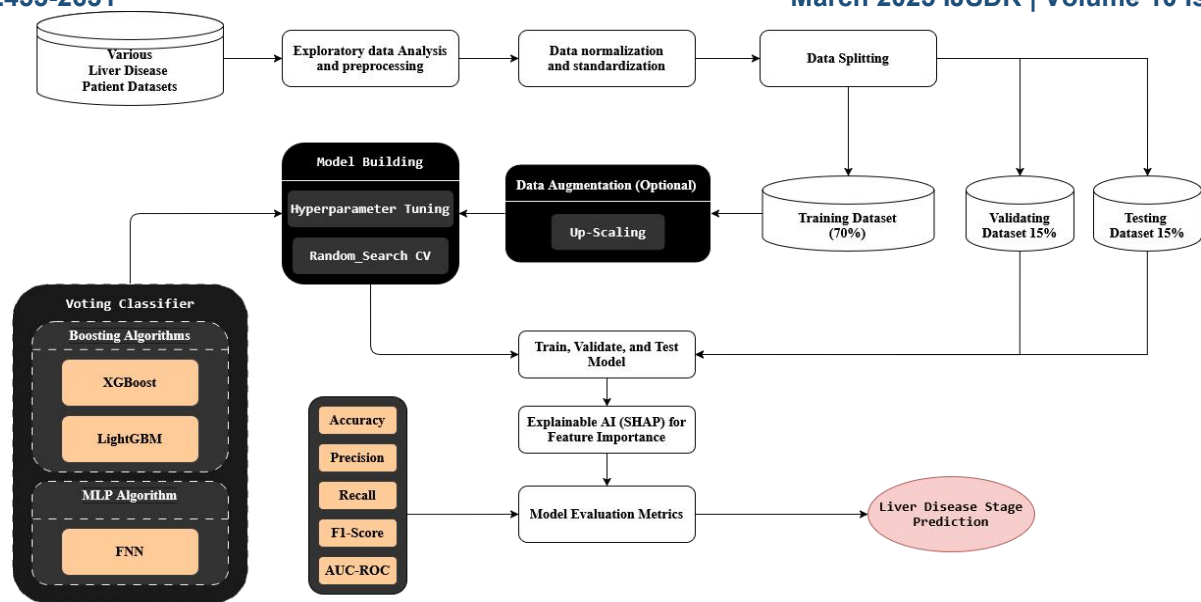 March 2025 IJSDR | Volume 10 Is
Various
Liver Disease
Patient Datasets
Exploratory data Analysis
and preprocessing
Data normalization
and standardization
Data Splitting
Model Building
Hyperparameter Tuning
Random_Search CV
Data Augmentation (Optional)
Up-Scaling
Training Dataset
(70%)
Validating
Dataset 15%
Testing
Dataset 15%
Voting Classifier
Boosting Algorithms
XGBoost
LightGBM
MLP Algorithm
FNN
Train, Validate, and Test
Model
Explainable AI (SHAP) for
Feature Importance
Accuracy
Precision
Recall
F1-Score
AUC-ROC
Model Evaluation Metrics
Liver Disease Stage
Prediction